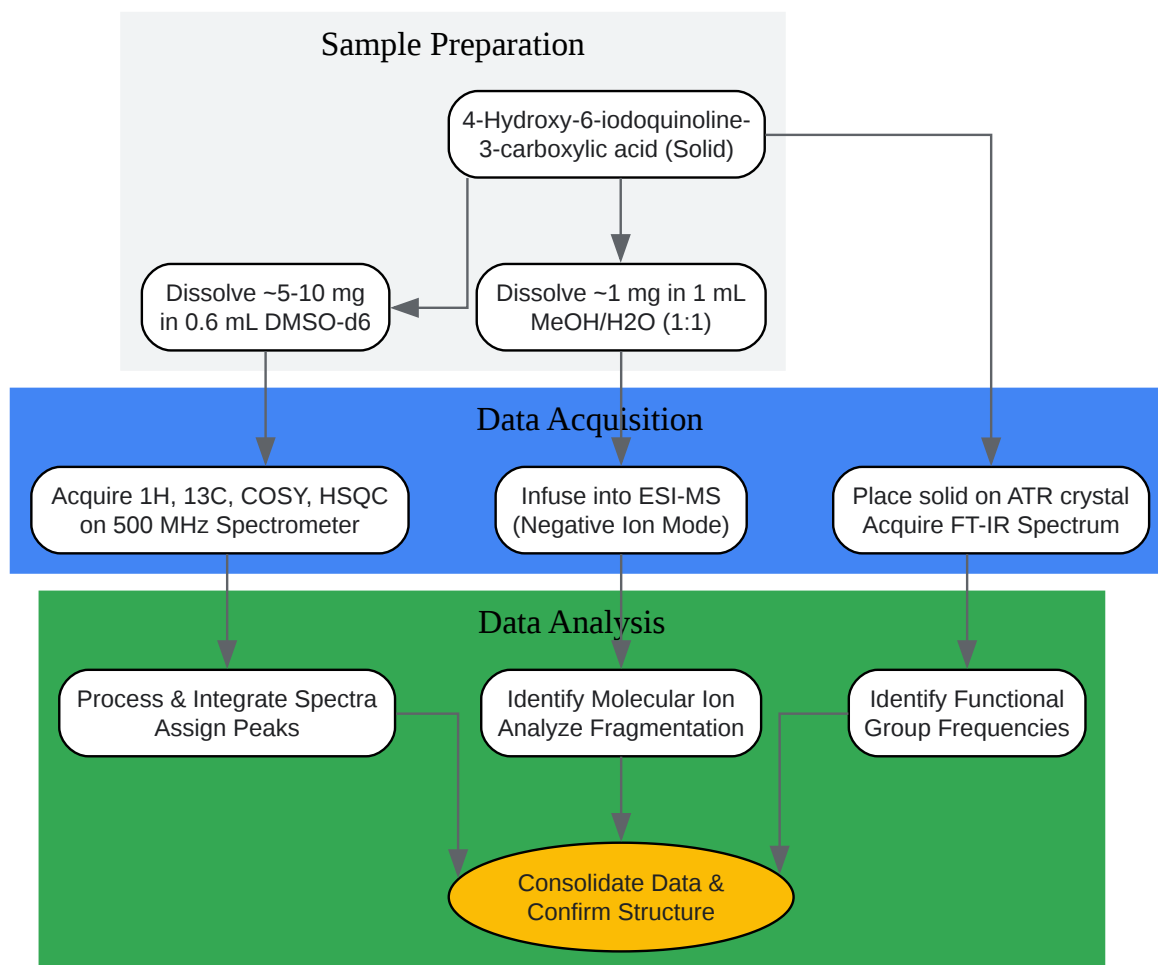 Sample Preparation
4-Hydroxy-6-iodoquinoline-
3-carboxylic acid (Solid)
Dissolve ~5-10 mg
in 0.6 mL DMSO-d6
Dissolve ~1 mg in 1 mL
MeOH/H2O (1:1)
Data Acquisition
Acquire 1H, 13C, COSY, HSQC
on 500 MHz Spectrometer
Infuse into ESI-MS
(Negative Ion Mode)
Place solid on ATR crystal
Acquire FT-IR Spectrum
Data Analysis
Process & Integrate Spectra
Assign Peaks
Identify Molecular Ion
Analyze Fragmentation
Identify Functional
Group Frequencies
Consolidate Data &
Confirm Structure